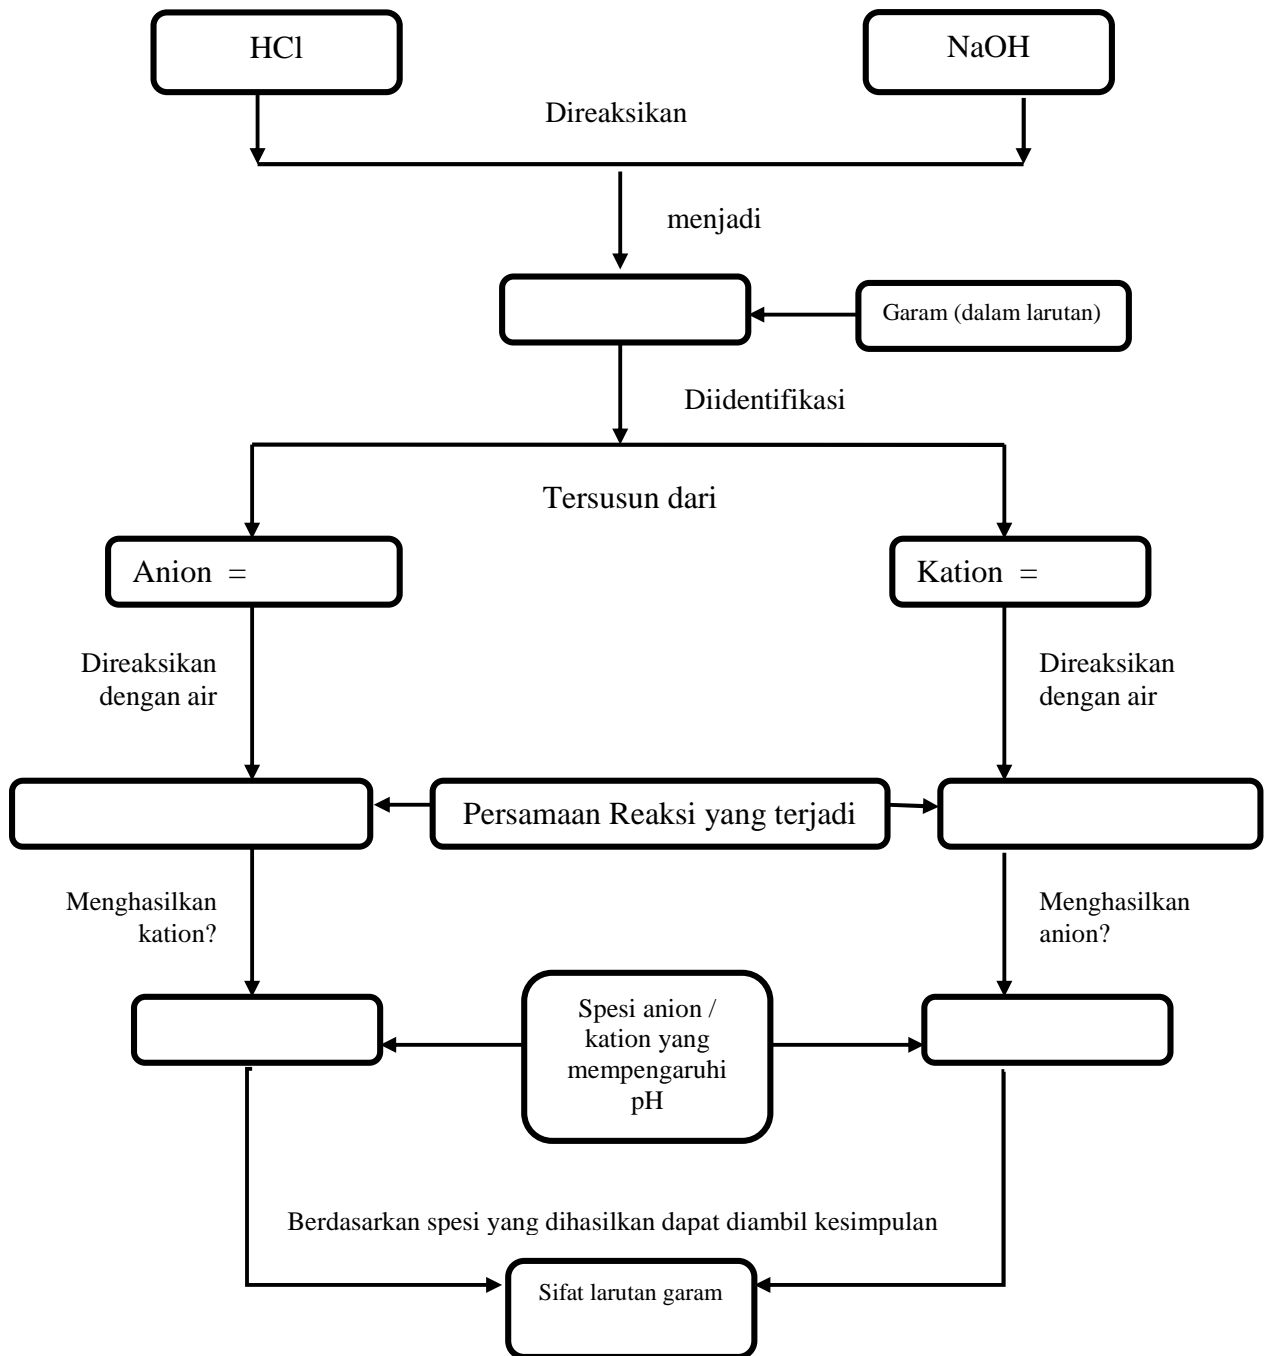 HCl
NaOH
Direaksikan
menjadi
Garam (dalam larutan)
Diidentifikasi
Tersusun dari
Anion =
Kation =
Direaksikan
dengan air
Direaksikan
dengan air
Persamaan Reaksi yang terjadi
Menghasilkan
kation?
Menghasilkan
anion?
Spesi anion /
kation yang
mempengaruhi
pH
Berdasarkan spesi yang dihasilkan dapat diambil kesimpulan
Sifat larutan garam